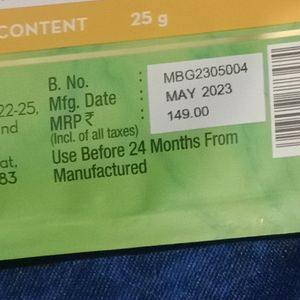 CONTENT 25 g
B. No. : MBG2305004
22-25, Mfg. Date : MAY 2023
nd MRP ₹ : 149.00
(Incl. of all taxes)
at, Use Before 24 Months From
83 Manufactured